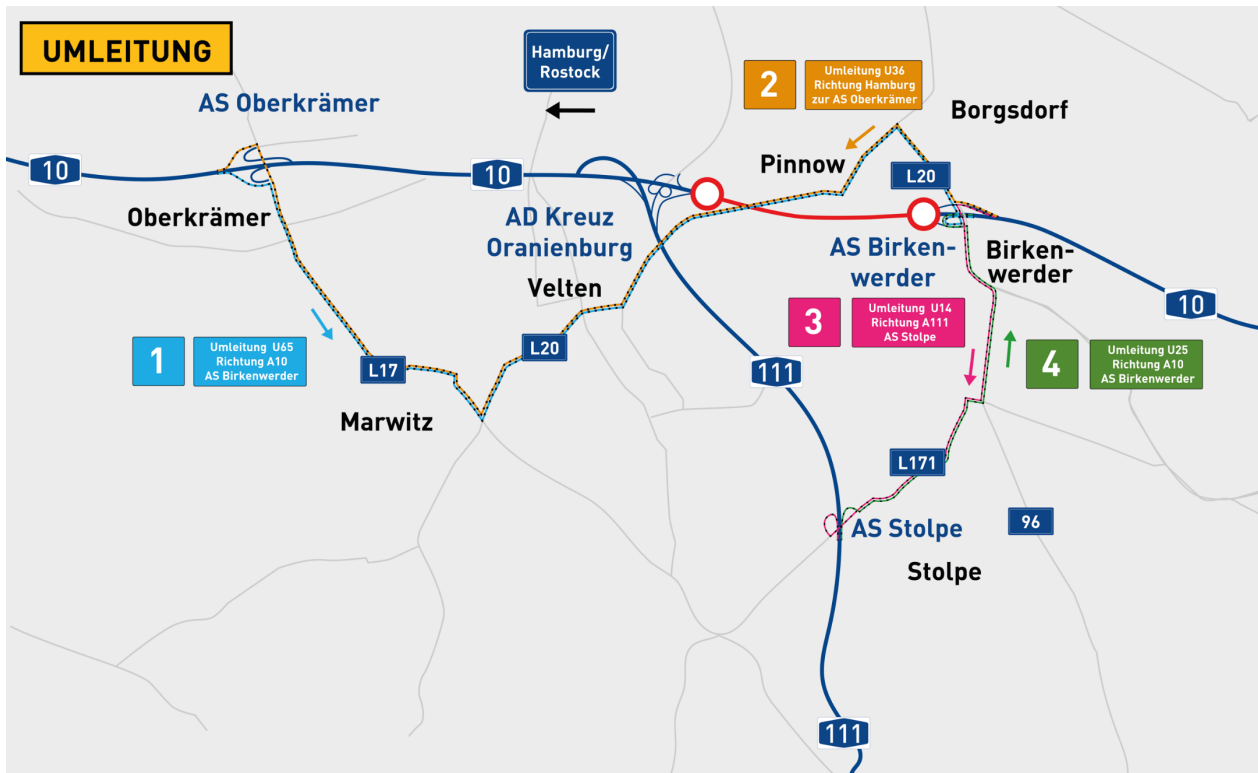 UMLEITUNG
Hamburg/
Rostock
2
Umleitung U36
Richtung Hamburg
zur AS Oberkrämer
AS Oberkrämer
Borgsdorf
Pinnow
10
10
L20
Oberkrämer
AD Kreuz
Oranienburg
AS Birken-
werder
Birken-
werder
Velten
10
3
Umleitung U14
Richtung A111
AS Stolpe
1
Umleitung U65
Richtung A10
AS Birkenwerder
L20
L17
4
Umleitung U25
Richtung A10
AS Birkenwerder
111
Marwitz
L171
AS Stolpe
96
Stolpe
111